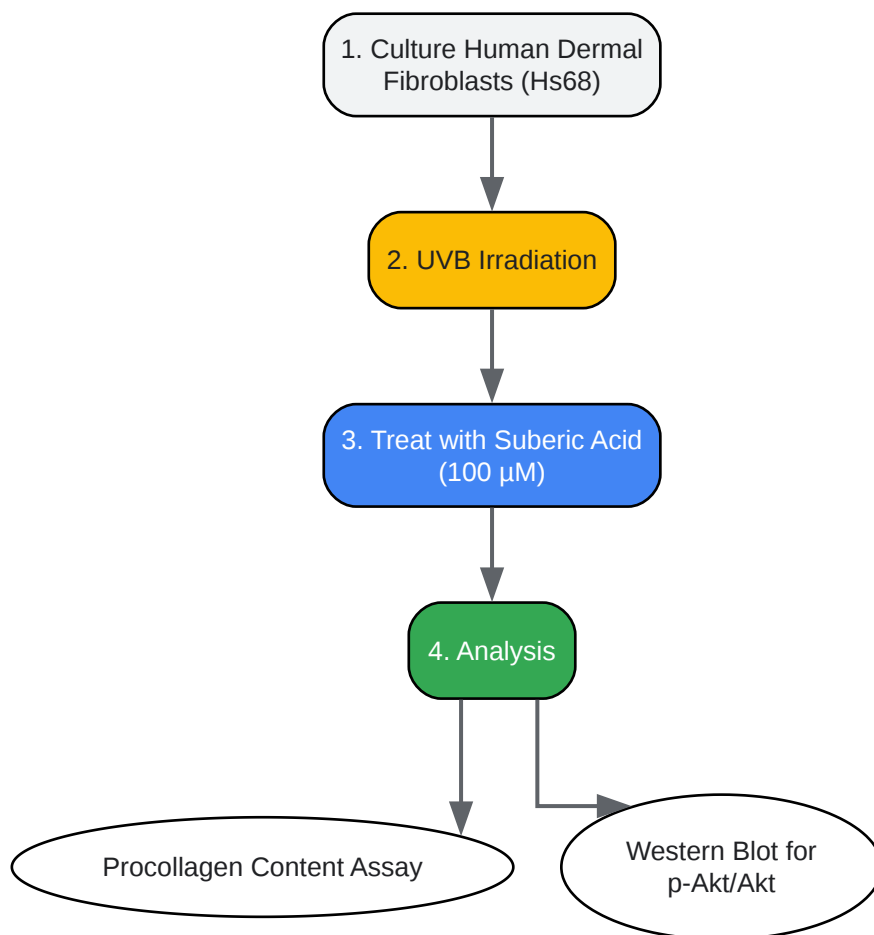 1. Culture Human Dermal
Fibroblasts (Hs68)
2. UVB Irradiation
3. Treat with Suberic Acid
(100 µM)
4. Analysis
Procollagen Content Assay
Western Blot for
p-Akt/Akt